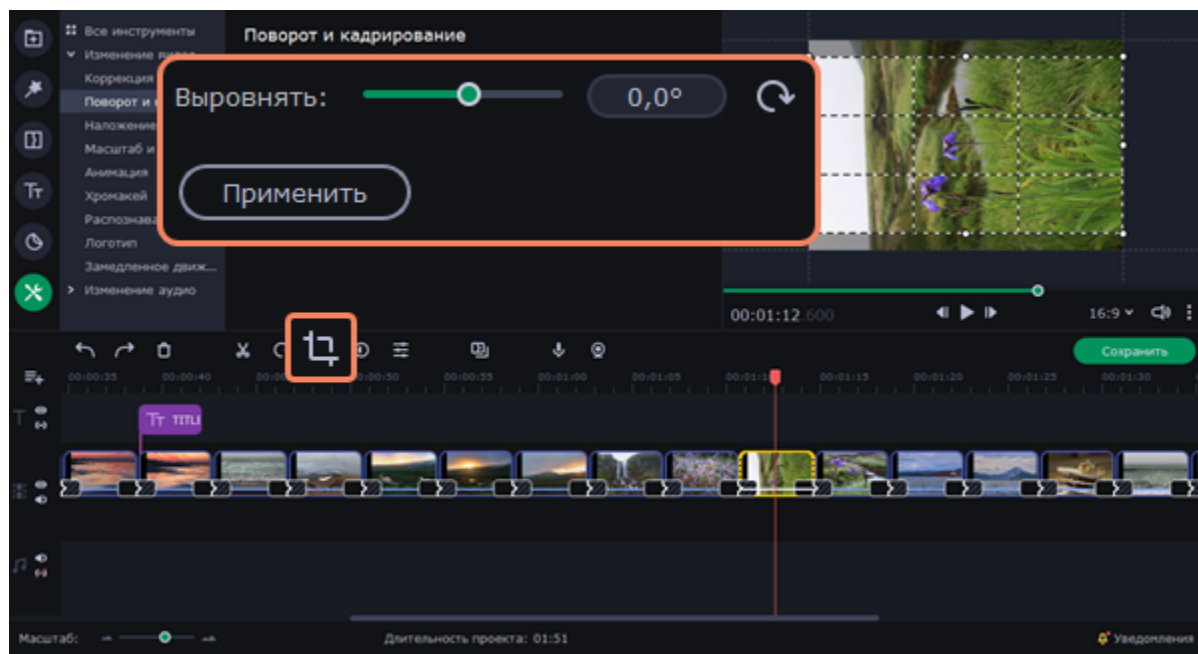 Все инструменты
Изменение видео
Коррекция
Поворот и
Наложение
Масштаб и
Анимация
Хромакей
Распознава
Логотип
Замедленное движ...
Изменение аудио
Поворот и кадрирование
Выровнять:
0,0°
Применить
00:01:12.600
16:9
Сохранить
00:00:35
00:00:40
00:00:50
00:00:55
00:01:00
00:01:05
00:01:15
00:01:20
00:01:25
00:01:30
Tт TITLI
Масштаб:
Длительность проекта: 01:51
Уведомления